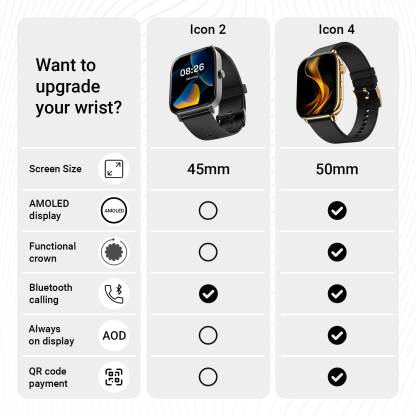 Icon 2
Icon 4
Want to
upgrade
your wrist?
08:26
Screen Size
45mm
50mm
AMOLED
display
AMOLED
Functional
crown
Bluetooth
calling
Always
on display
AOD
QR code
payment